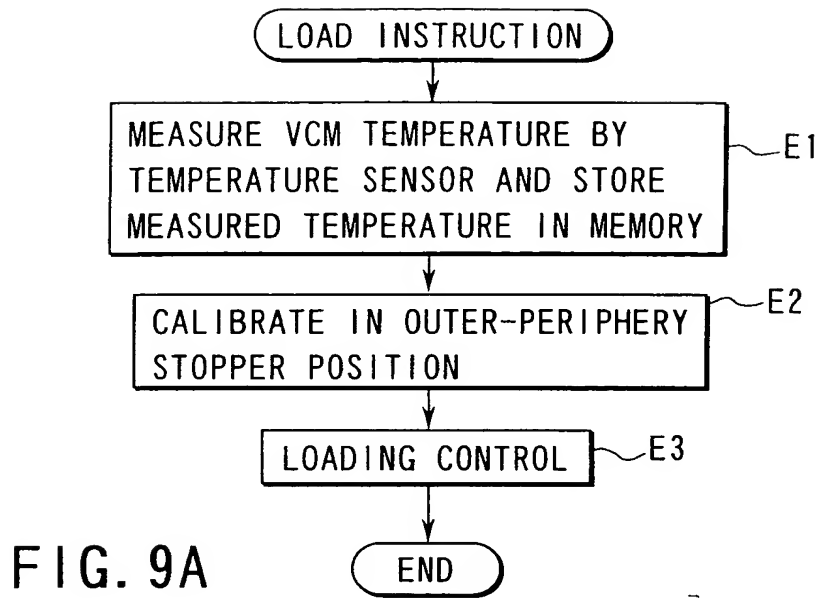 LOAD INSTRUCTION
MEASURE VCM TEMPERATURE BY
TEMPERATURE SENSOR AND STORE
MEASURED TEMPERATURE IN MEMORY
E1
CALIBRATE IN OUTER-PERIPHERY
STOPPER POSITION
E2
LOADING CONTROL
E3
END
FIG. 9A